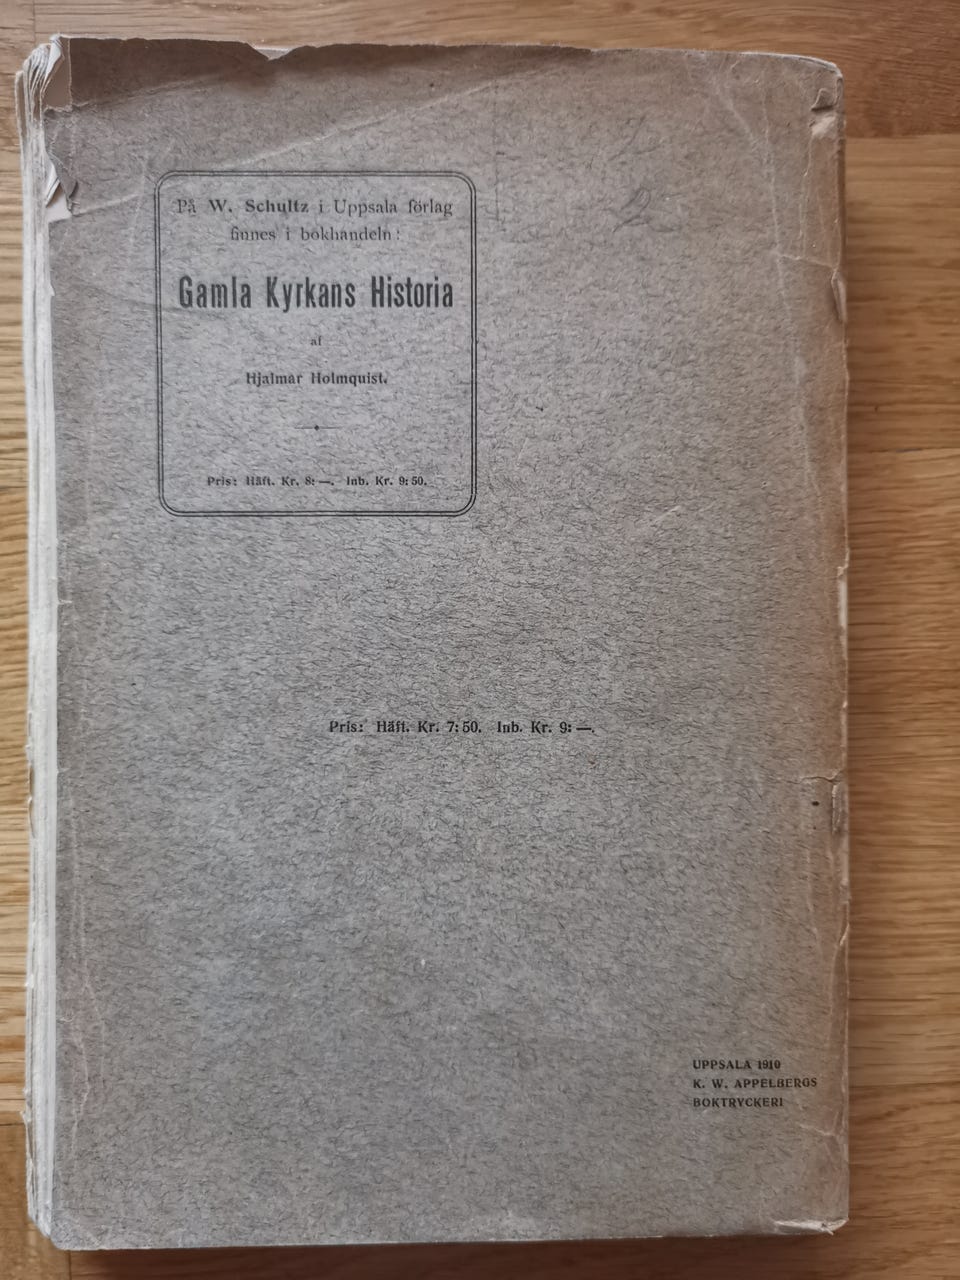 På W. Schultz i Uppsala förlag
finnes i bokhandeln:
Gamla Kyrkans Historia
af
Hjalmar Holmquist.
Pris: Häft. Kr. 8: —. Inb. Kr. 9: 50.
2
Pris: Häft. Kr. 7: 50. Inb. Kr. 9: —.
UPPSALA 1910
K. W. APPELBERGS
BOKTRYCKERI